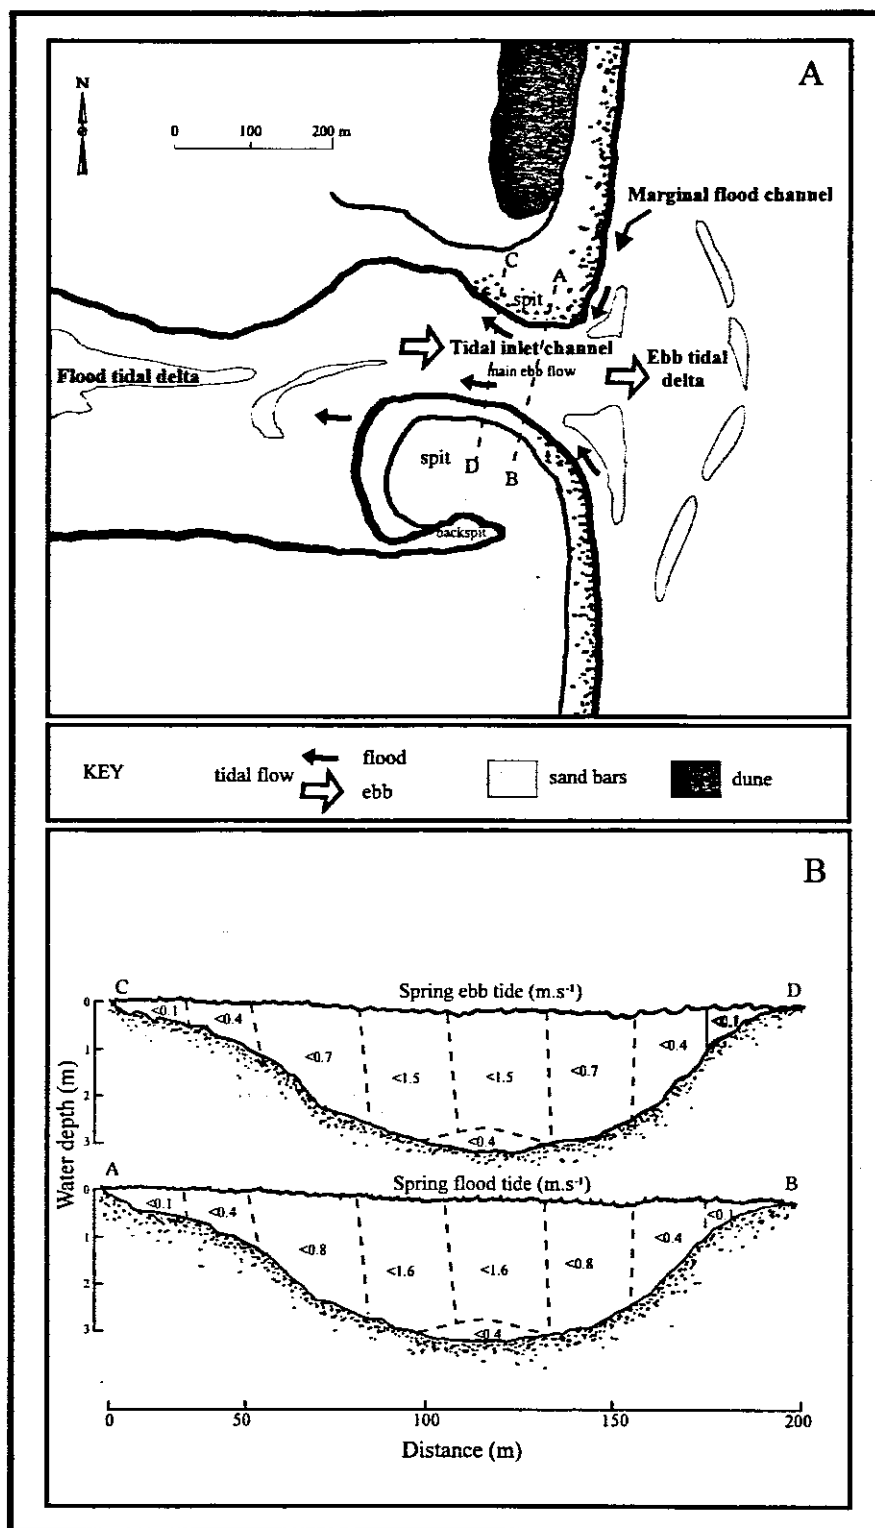 A
N
0 100 200 m
Marginal flood channel
C
A
spit
Tidal inlet channel
main ebb flow
Ebb tidal
delta
Flood tidal delta
spit
D
B
backspit
KEY
tidal flow
flood
ebb
sand bars
dune
B
C
Spring ebb tide (m.s⁻¹)
D
0
<0.1
<0.4
<0.7
<1.5
<1.5
<0.7
<0.4
<0.1
1
2
3
<0.4
Water depth (m)
A
Spring flood tide (m.s⁻¹)
B
0
<0.1
<0.4
<0.8
<1.6
<1.6
<0.8
<0.4
<0.1
1
2
3
<0.4
0 50 100 150 200
Distance (m)